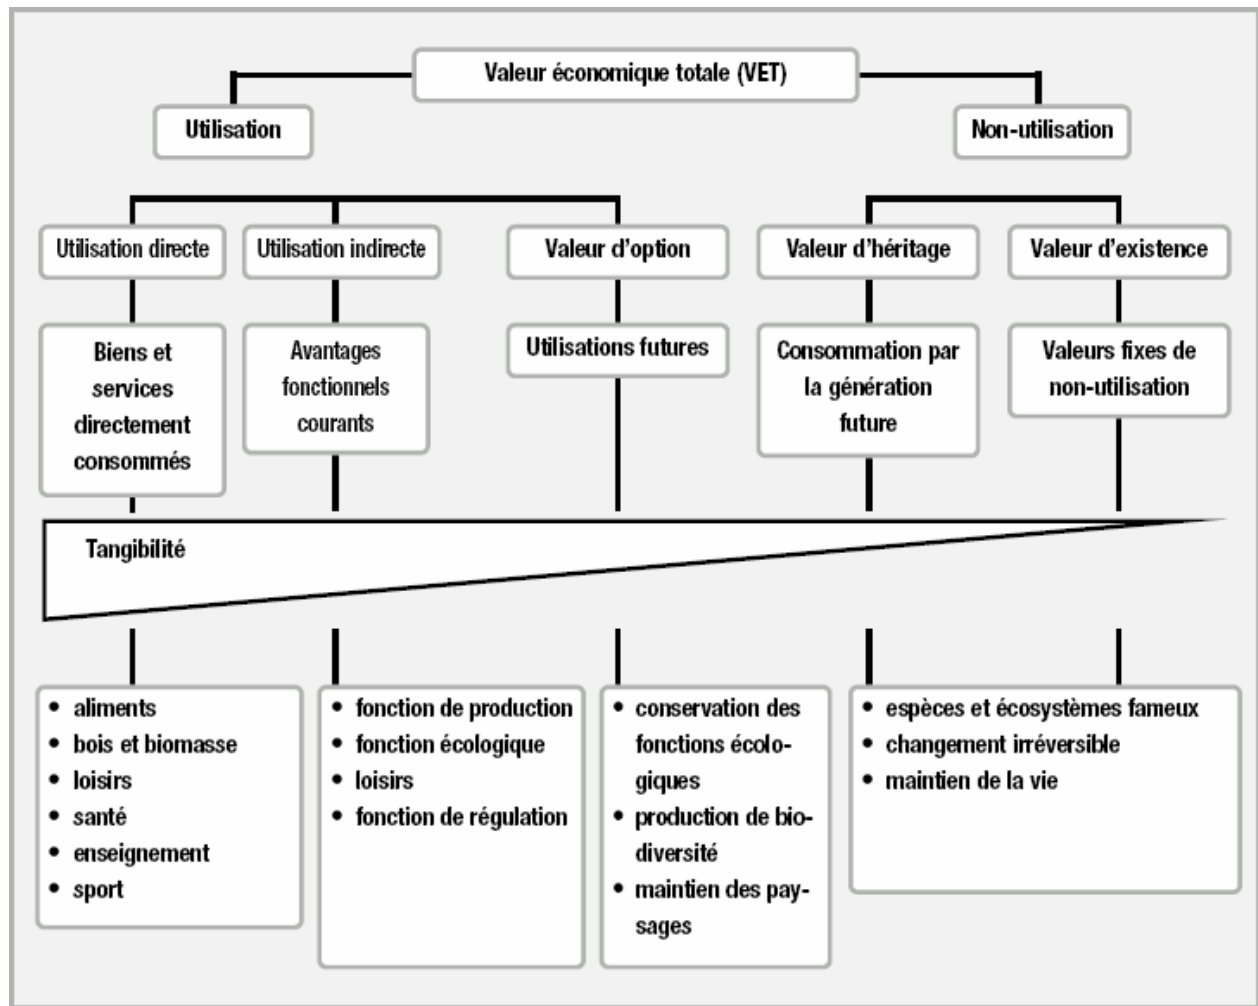 Valeur économique totale (VET)
Utilisation
Non-utilisation
Utilisation directe
Utilisation indirecte
Valeur d'option
Valeur d'héritage
Valeur d'existence
Biens et
services
directement
consommés
Avantages
fonctionnels
courants
Utilisations futures
Consommation par
la génération
future
Valeurs fixes de
non-utilisation
Tangibilité
• aliments
• bois et biomasse
• loisirs
• santé
• enseignement
• sport
• fonction de production
• fonction écologique
• loisirs
• fonction de régulation
• conservation des
fonctions écolo-
giques
• production de bio-
diversité
• maintien des pay-
sages
• espèces et écosystèmes fameux
• changement irréversible
• maintien de la vie